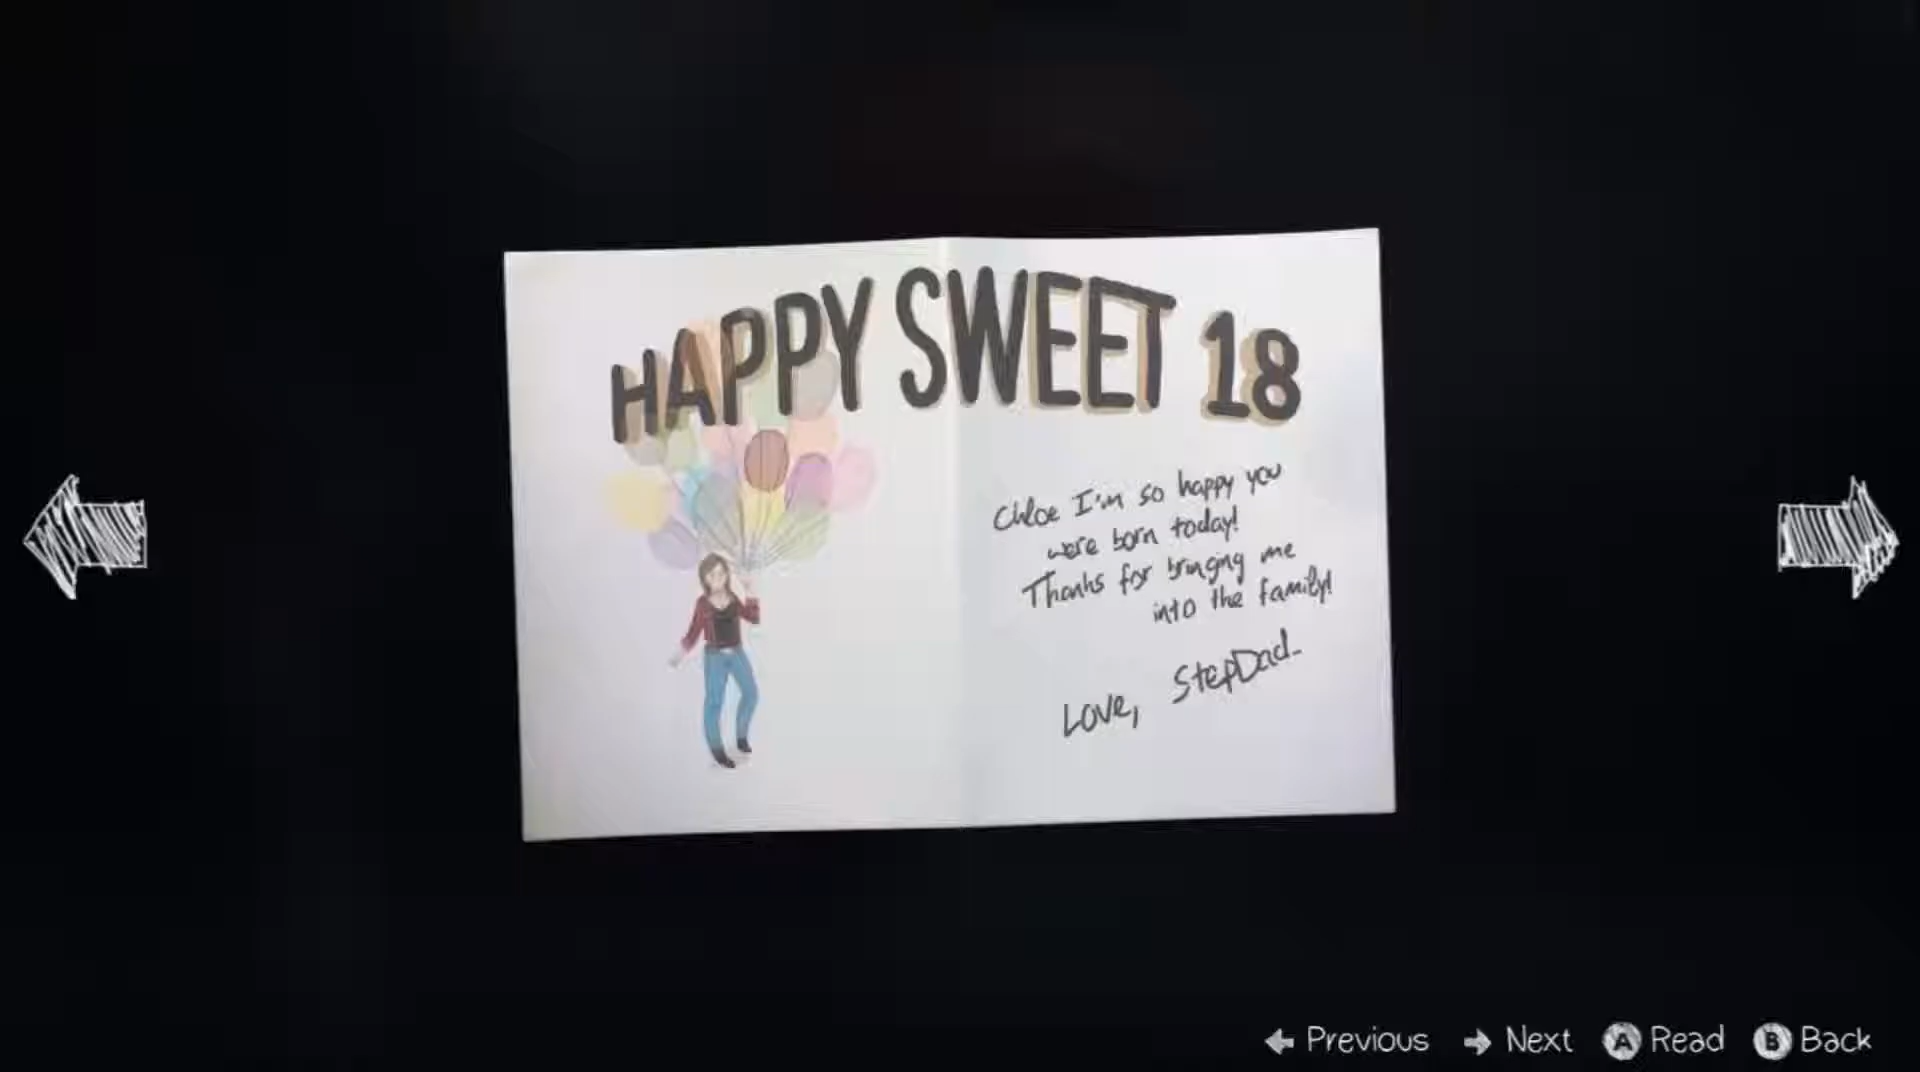 HAPPY SWEET 18
Chloe I'm so happy you
were born today!
Thanks for bringing me
into the family!
Love, StepDad
Previous Next A Read B Back